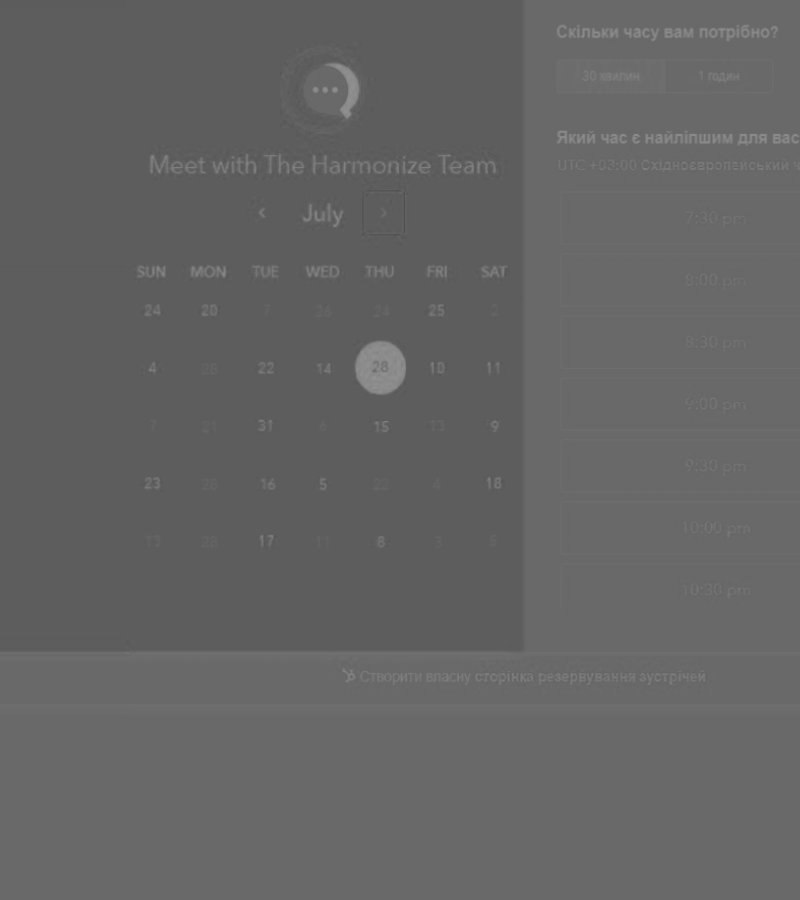 Meet with The Harmonize Team
July
SUN MON TUE WED THU FRI SAT
24 20 7 26 24 25 2
4 22 14 28 10 11
7 21 31 6 15 13 9
23 28 16 5 22 4 18
17 11 8 3 5
Скільки часу вам потрібно?
30 хвилин 1 годин
Який час є найліпшим для вас
UTC +03:00 Східноєвропейський ч
7:30 pm
8:00 pm
8:30 pm
9:00 pm
9:30 pm
10:00 pm
10:30 pm
Створити власну сторінка резервування зустрічей